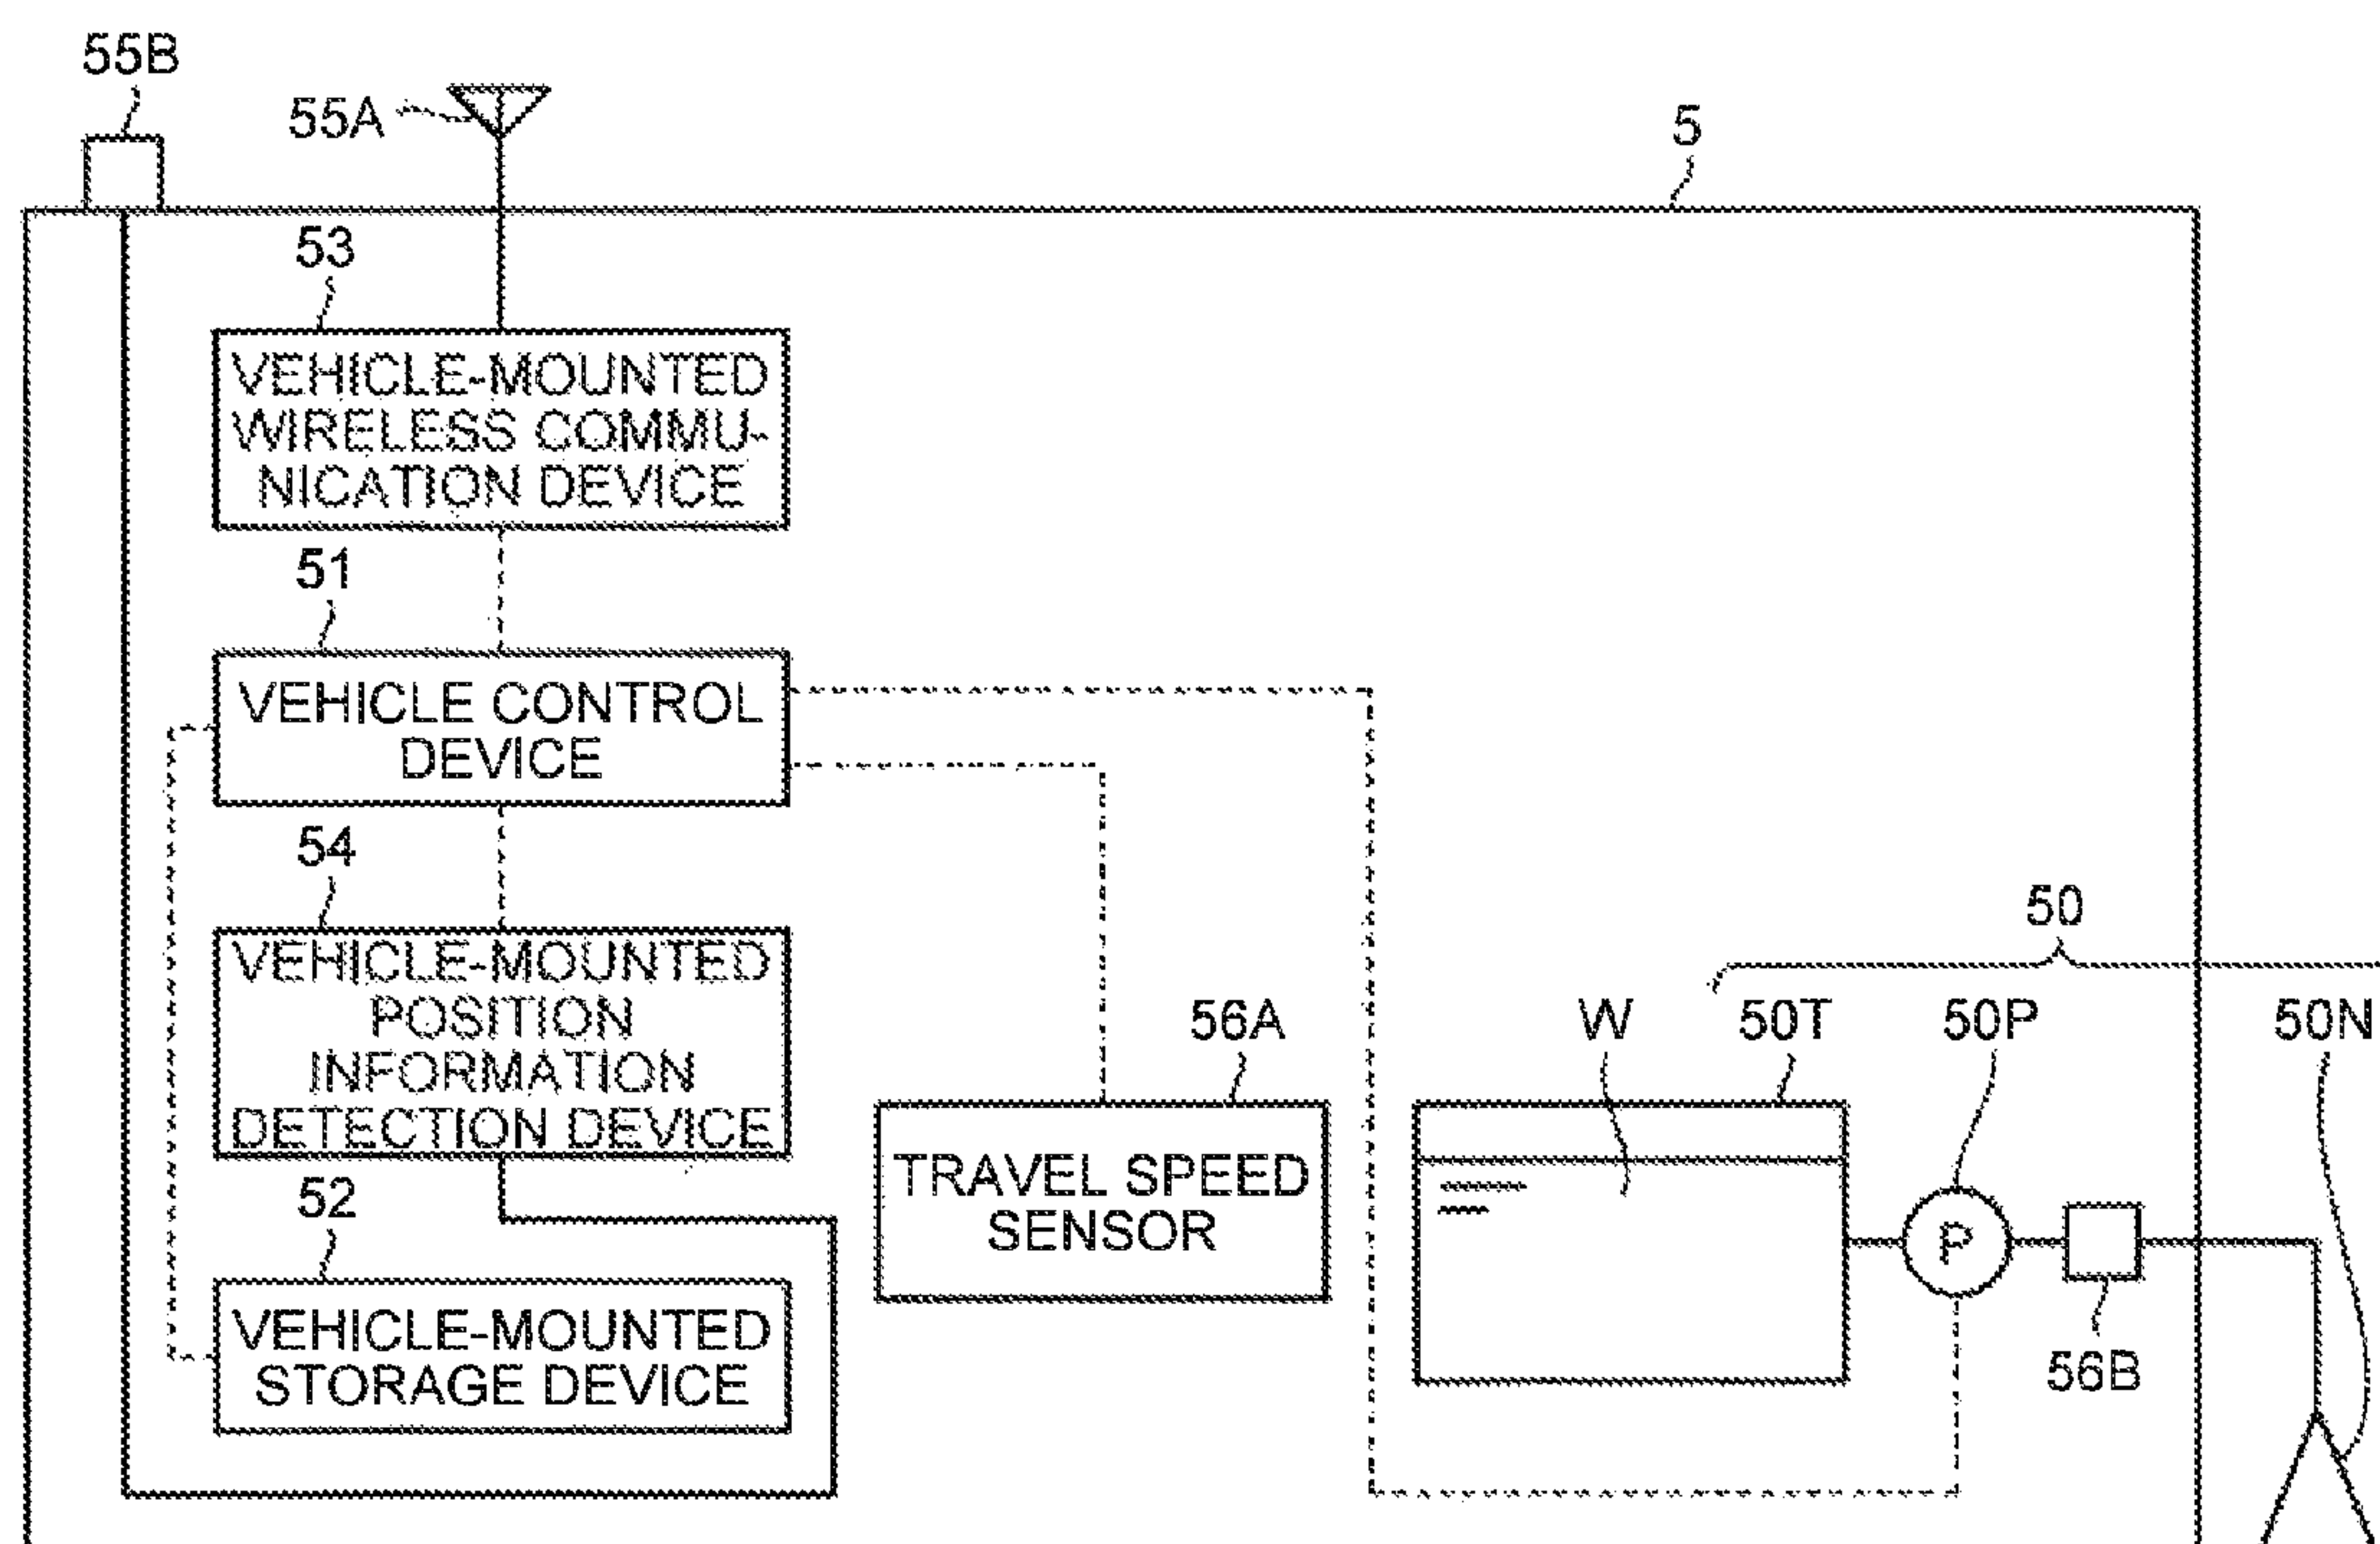 55B
55A
5
53
VEHICLE-MOUNTED
WIRELESS COMMU-
NICATION DEVICE
51
VEHICLE CONTROL
DEVICE
54
VEHICLE-MOUNTED
POSITION
INFORMATION
DETECTION DEVICE
50
56A
W
50T
50P
50N
TRAVEL SPEED
SENSOR
P
56B
52
VEHICLE-MOUNTED
STORAGE DEVICE